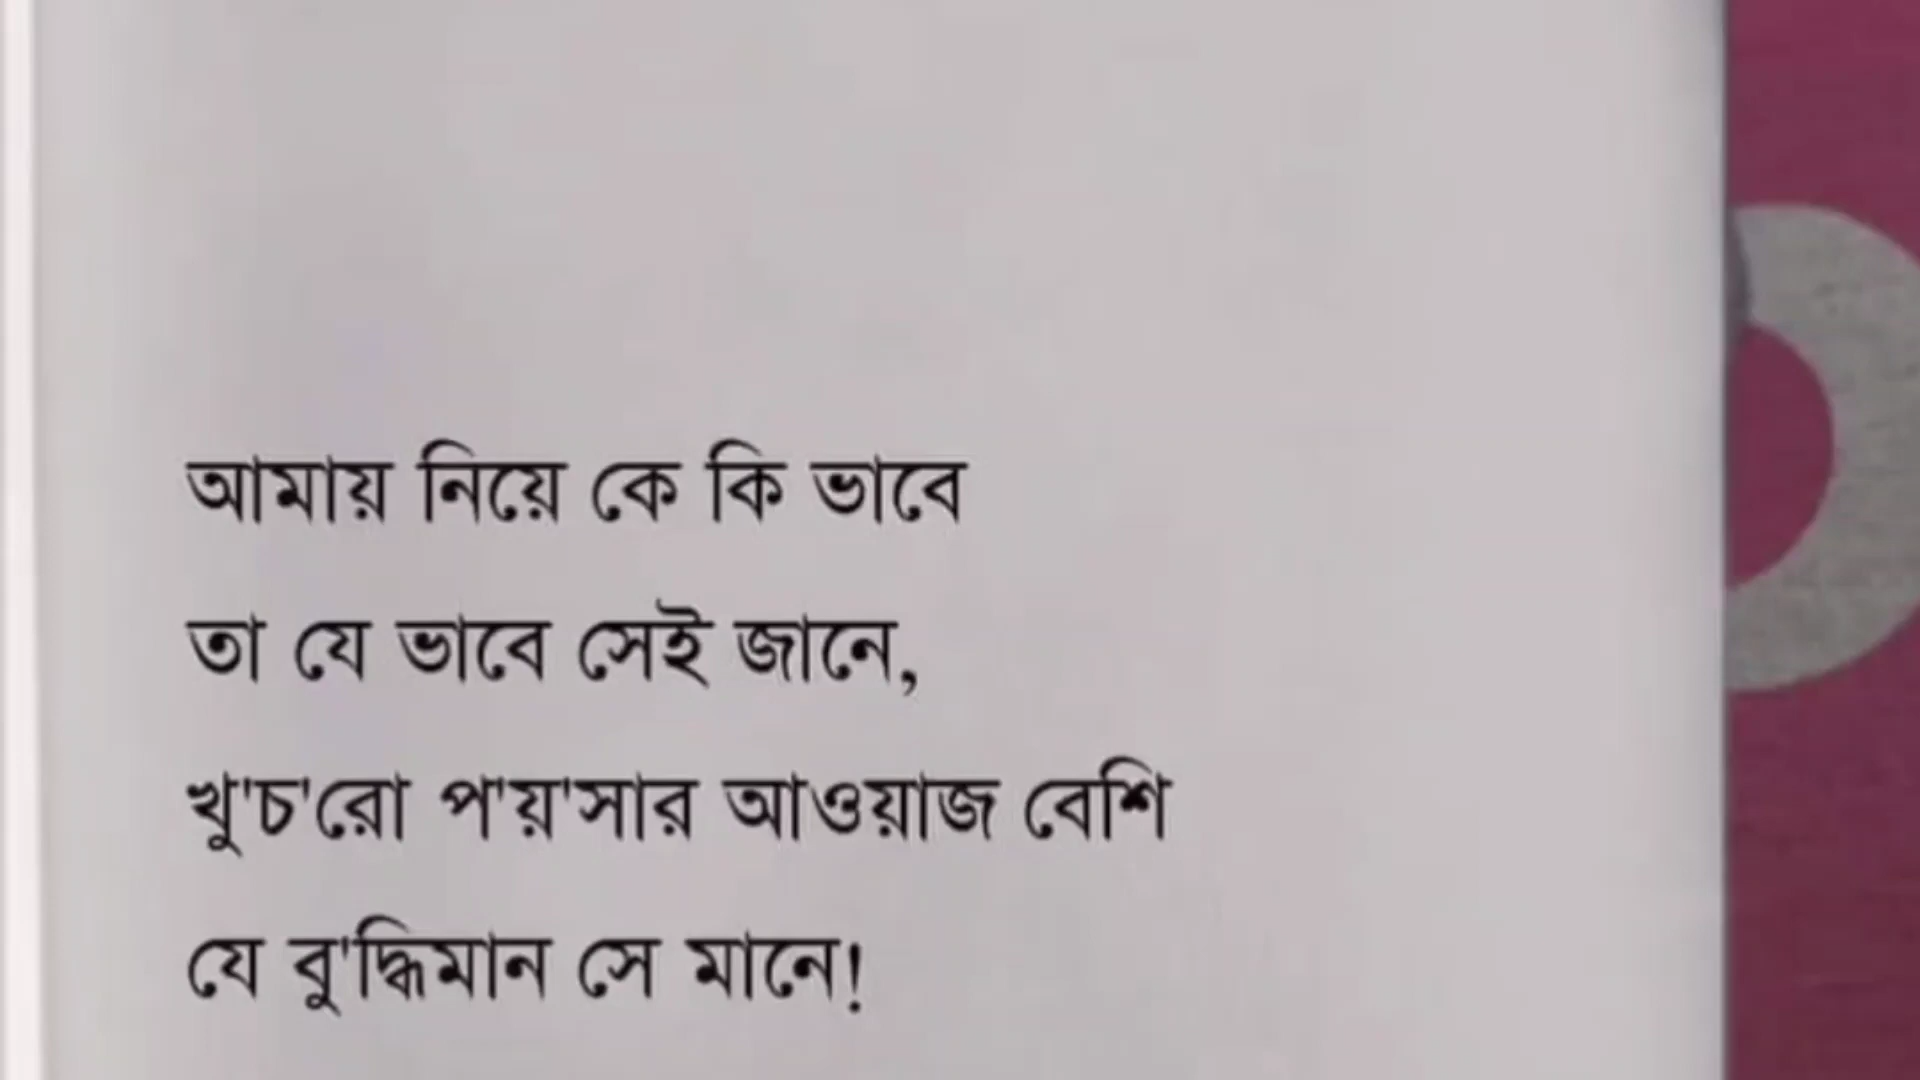 আমায় নিয়ে কে কি ভাবে
তা যে ভাবে সেই জানে,
খু'চ'রো প'য়'সার আওয়াজ বেশি
যে বু'দ্ধিমান সে মানে!